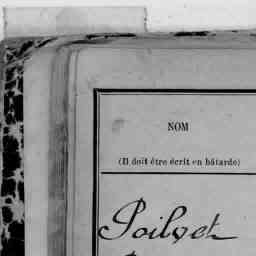 NOM
(Il doit être écrit en bâtarde)
Poilvet